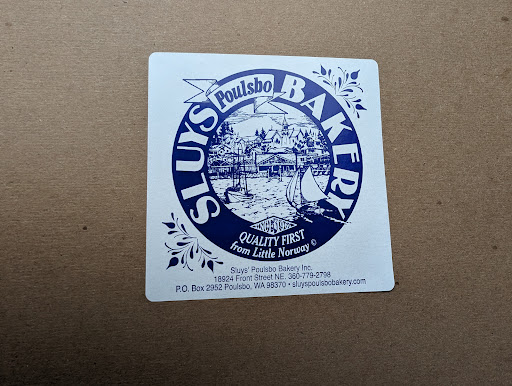 SLUYS
Poulsbo
BAKERY
QUALITY FIRST
from Little Norway ©
Sluys' Poulsbo Bakery Inc.
18924 Front Street NE. 360-779-2798
P.O. Box 2952 Poulsbo, WA 98370 • sluyspoulsbobakery.com